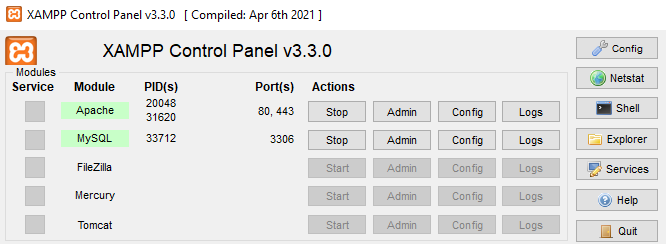 XAMPP Control Panel v3.3.0 [ Compiled: Apr 6th 2021 ]
XAMPP Control Panel v3.3.0
Modules
Service Module PID(s) Port(s) Actions
Apache 20048 31620 80, 443 Stop Admin Config Logs
MySQL 33712 3306 Stop Admin Config Logs
FileZilla Start Admin Config Logs
Mercury Start Admin Config Logs
Tomcat Start Admin Config Logs
Config
Netstat
Shell
Explorer
Services
Help
Quit